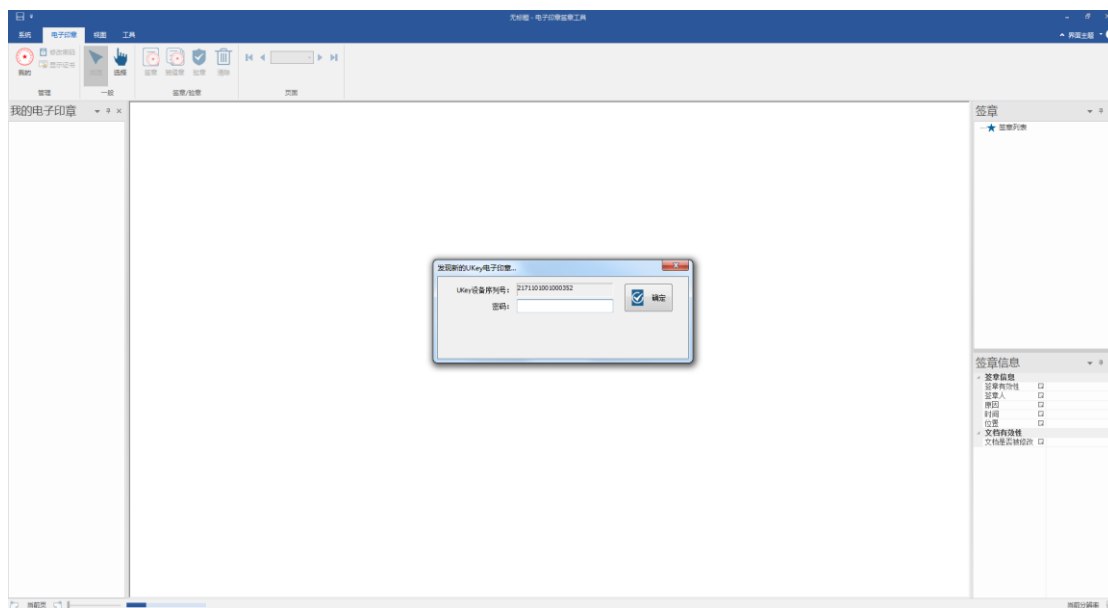 无标题 - 电子印章签章工具
系统 电子印章 视图 工具 界面主题
我的 修改密码 显示证书
选择
签章 验章 清除
管理 一般 签章/验章 页面
我的电子印章
签章
签章列表
发现新的UKey电子印章...
UKey设备序列号: 2171101001000352
密码:
确定
签章信息
签章信息
签章有效性
签章人
原因
时间
位置
文档有效性
文档是否被修改
当前页
当前分辨率